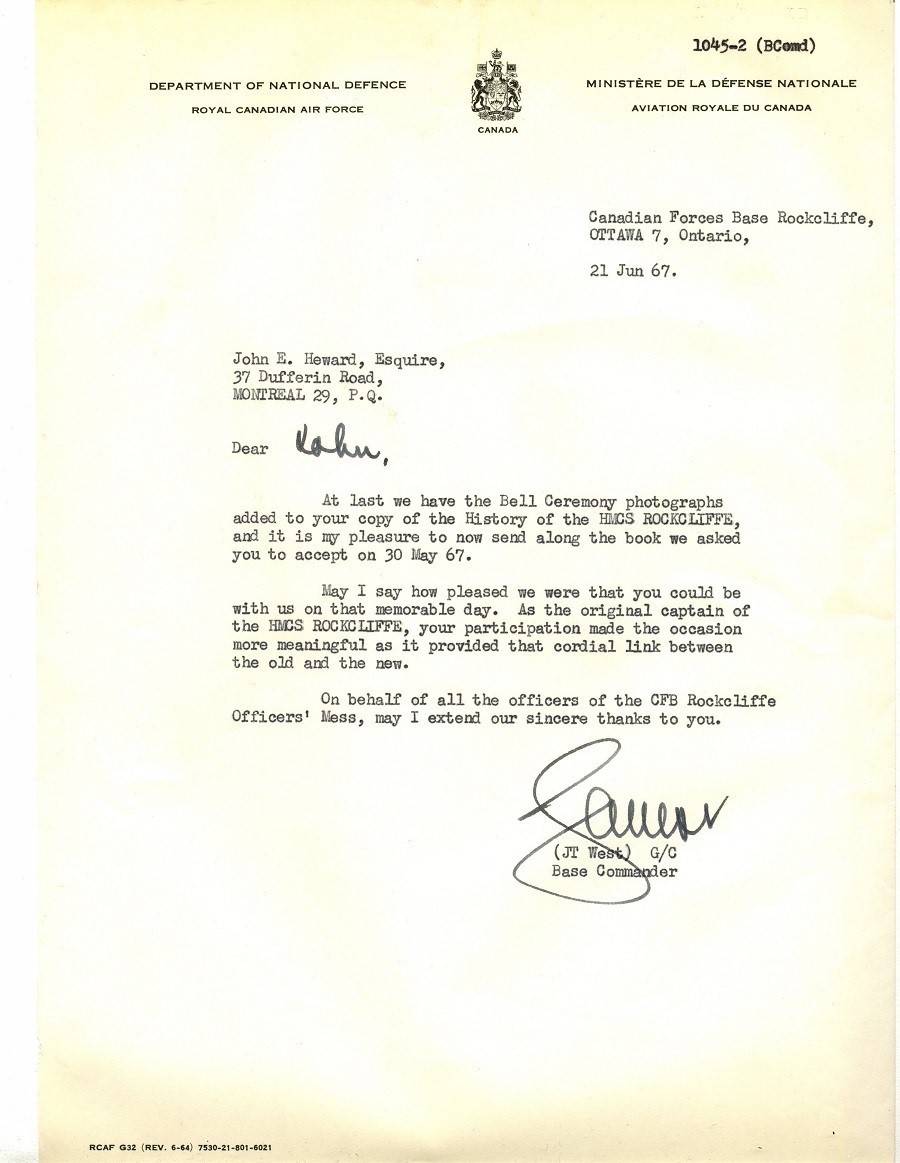 1045-2 (BComd)
DEPARTMENT OF NATIONAL DEFENCE
ROYAL CANADIAN AIR FORCE
CANADA
MINISTÈRE DE LA DÉFENSE NATIONALE
AVIATION ROYALE DU CANADA
Canadian Forces Base Rockcliffe,
OTTAWA 7, Ontario,
21 Jun 67.
John E. Heward, Esquire,
37 Dufferin Road,
MONTREAL 29, P.Q.
Dear John,
At last we have the Bell Ceremony photographs
added to your copy of the History of the HMCS ROCKCLIFFE,
and it is my pleasure to now send along the book we asked
you to accept on 30 May 67.
May I say how pleased we were that you could be
with us on that memorable day. As the original captain of
the HMCS ROCKCLIFFE, your participation made the occasion
more meaningful as it provided that cordial link between
the old and the new.
On behalf of all the officers of the CFB Rockcliffe
Officers' Mess, may I extend our sincere thanks to you.
(JT West) G/C
Base Commander
RCAF G32 (REV. 6-64) 7530-21-801-6021